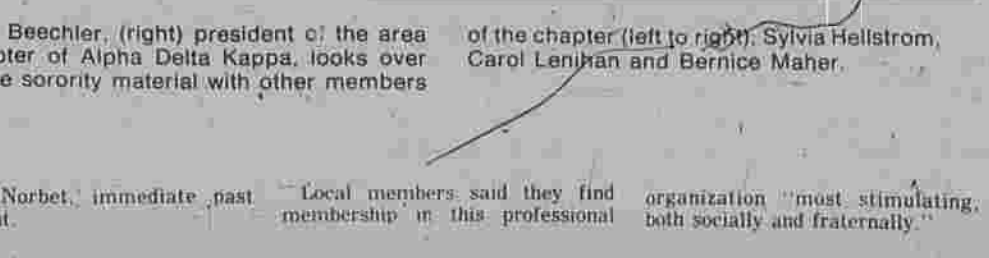 Beechler, (right) president of the area
pter of Alpha Delta Kappa, looks over
e sorority material with other members
of the chapter (left to right), Sylvia Hellstrom,
Carol Lenihan and Bernice Maher.
Norbet, immediate past
t.
Local members said they find
membership in this professional
organization "most stimulating,
both socially and fraternally."